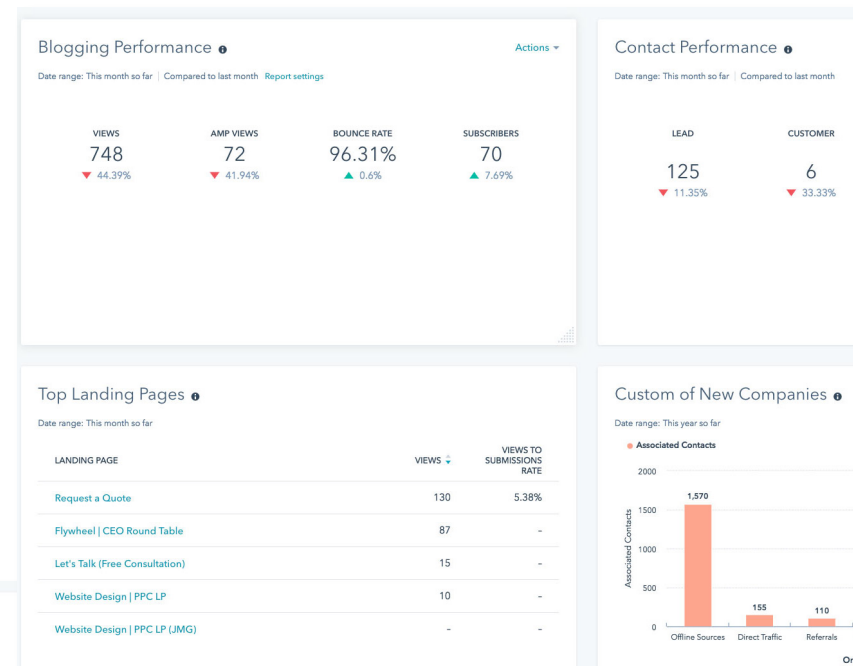 Blogging Performance
Actions
Date range: This month so far | Compared to last month Report settings
VIEWS AMP VIEWS BOUNCE RATE SUBSCRIBERS
748 72 96.31% 70
▼ 44.39% ▼ 41.94% ▲ 0.6% ▲ 7.69%
Contact Performance
Date range: This month so far | Compared to last month
LEAD CUSTOMER
125 6
▼ 11.35% ▼ 33.33%
Top Landing Pages
Date range: This month so far
LANDING PAGE VIEWS VIEWS TO SUBMISSIONS RATE
Request a Quote 130 5.38%
Flywheel | CEO Round Table 87 -
Let's Talk (Free Consultation) 15 -
Website Design | PPC LP 10 -
Website Design | PPC LP (JMG) - -
Custom of New Companies
Date range: This year so far
Associated Contacts
2000
1500
1000
500
0
Associated Contacts
1,570
155
110
Offline Sources Direct Traffic Referrals